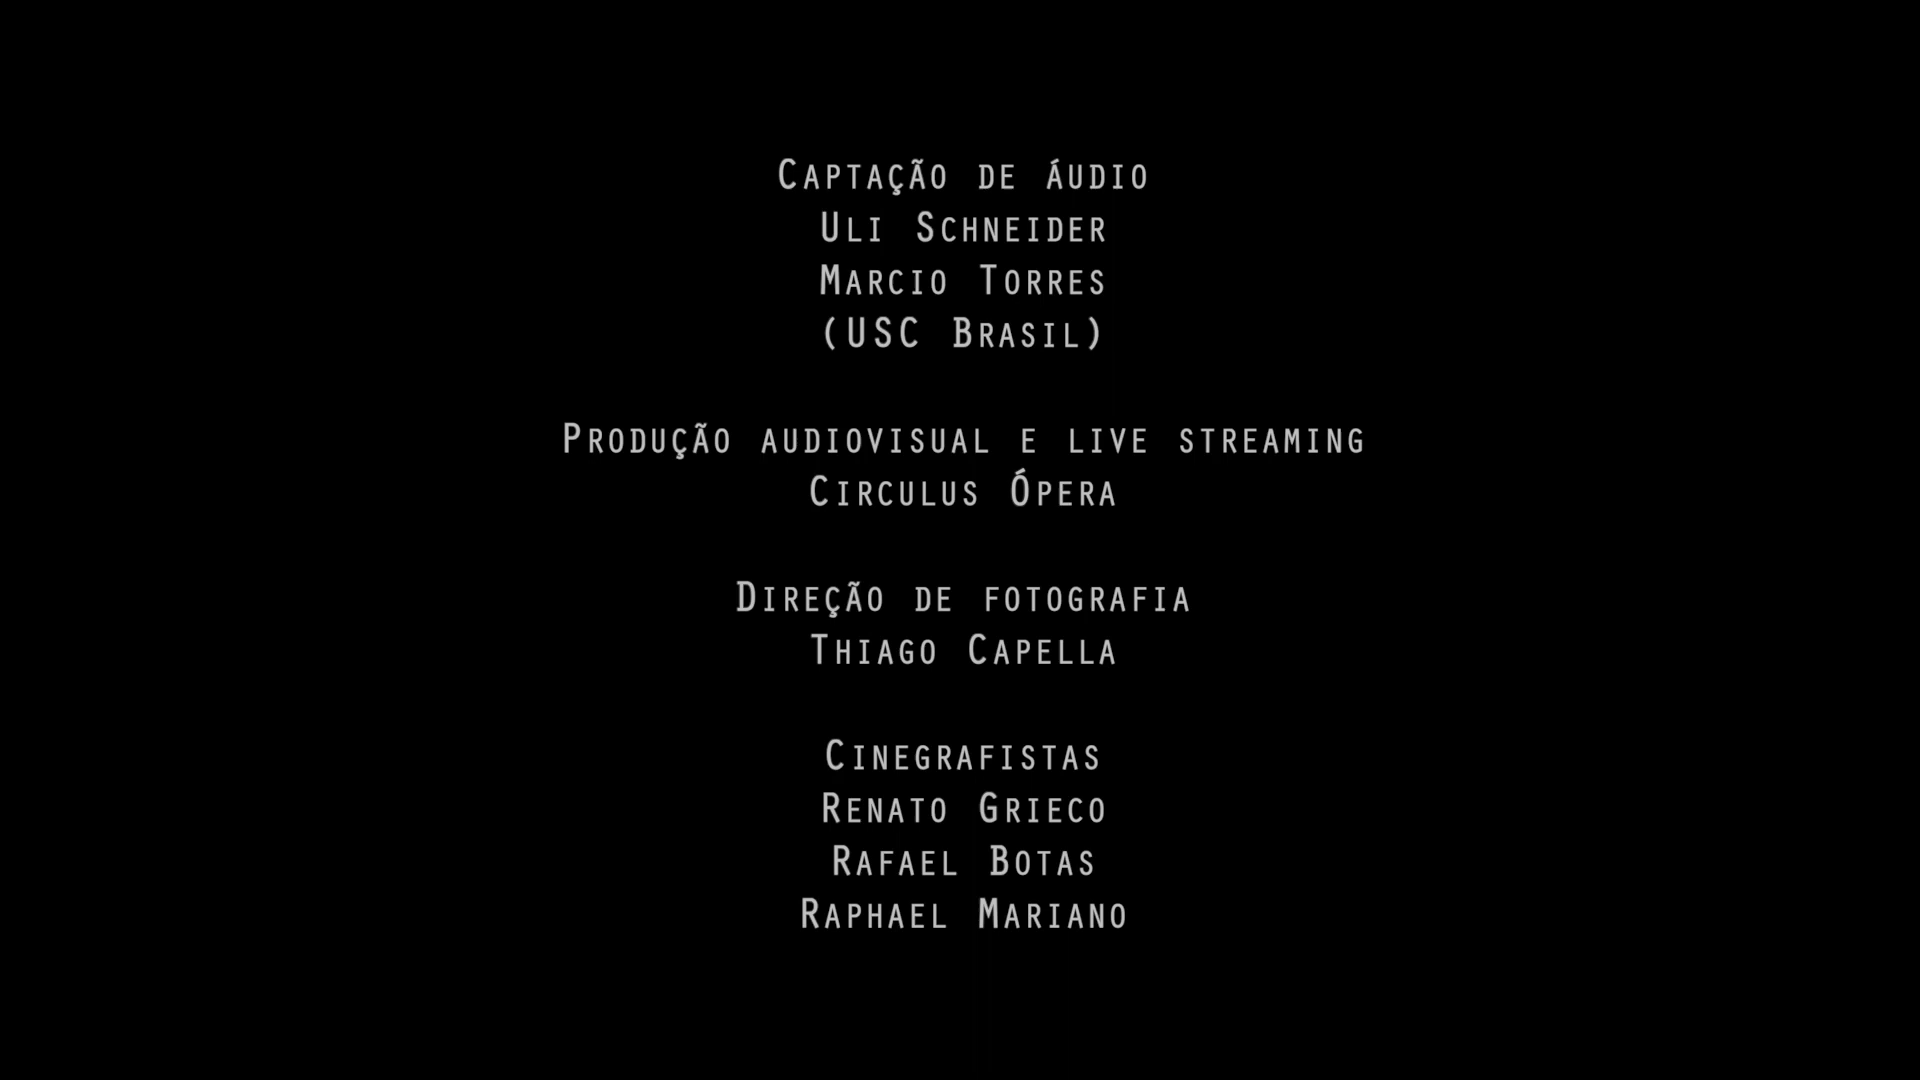 Captação de áudio
Uli Schneider
Marcio Torres
(USC Brasil)
Produção audiovisual e live streaming
Circulus Ópera
Direção de fotografia
Thiago Capella
Cinegrafistas
Renato Grieco
Rafael Botas
Raphael Mariano